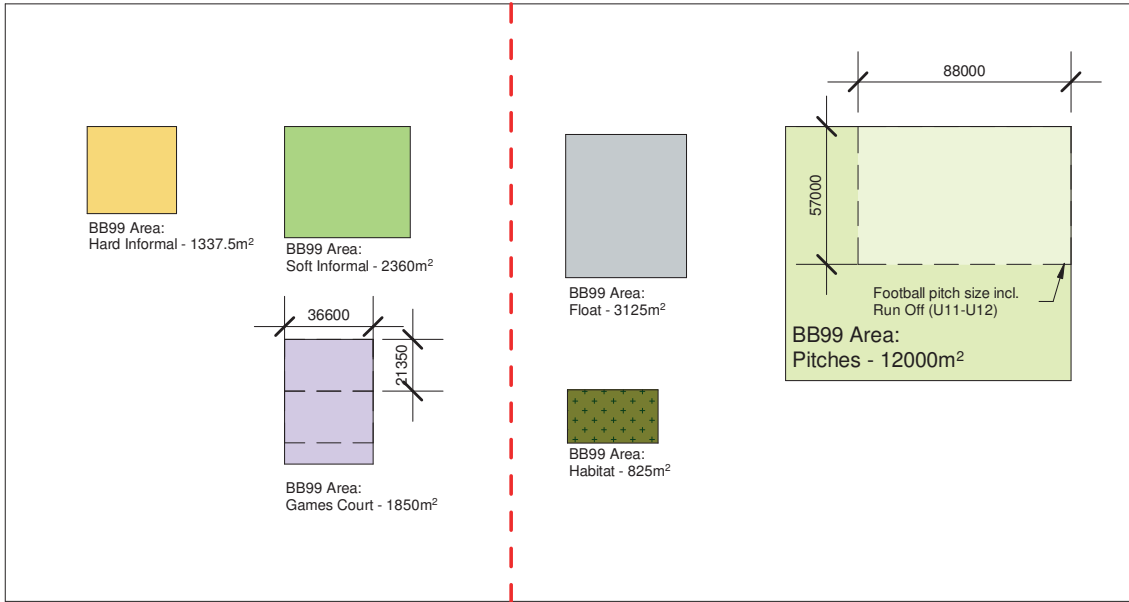 88000
57000
BB99 Area:
Hard Informal - 1337.5m²
BB99 Area:
Soft Informal - 2360m²
36600
21350
BB99 Area:
Games Court - 1850m²
BB99 Area:
Float - 3125m²
BB99 Area:
Habitat - 825m²
Football pitch size incl.
Run Off (U11-U12)
BB99 Area:
Pitches - 12000m²